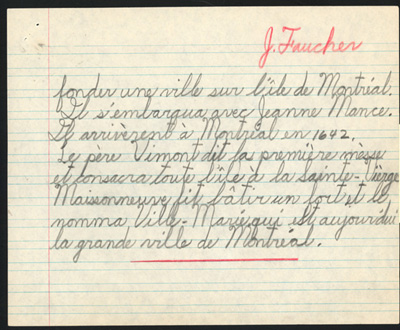 J. Faucher
fonder une ville sur l'île de Montréal.
Il s'embarqua avec Jeanne Mance.
Il arrivèrent à Montréal en 1642.
Le père Vimont dit la première messe
et consacra tout l'île à la Sainte-Vierge
Maisonneuve fit bâtir un fort et le
nomma Ville-Marie qui est aujourd'hui
la grande ville de Montréal.